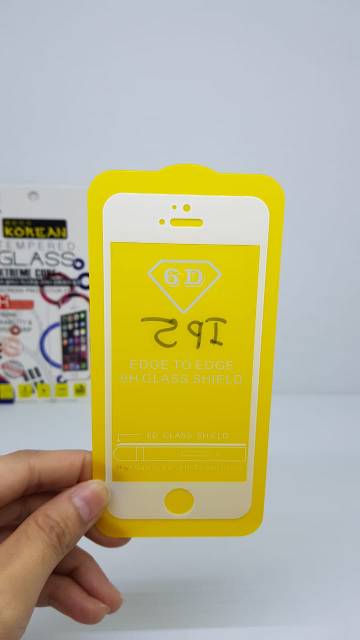 KOREAN
TEMPERED
GLASS
6D
IP5
EDGE TO EDGE
9H GLASS SHIELD
6D GLASS SHIELD